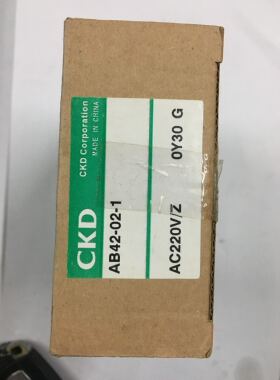 CKD Corporation
MADE IN CHINA
CKD
AB42-02-1
AC220V/Z 0Y30 G